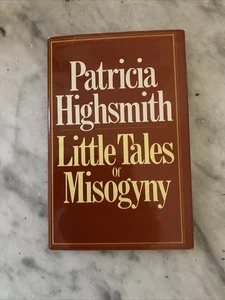 Patricia
Highsmith
Little Tales
of
Misogyny